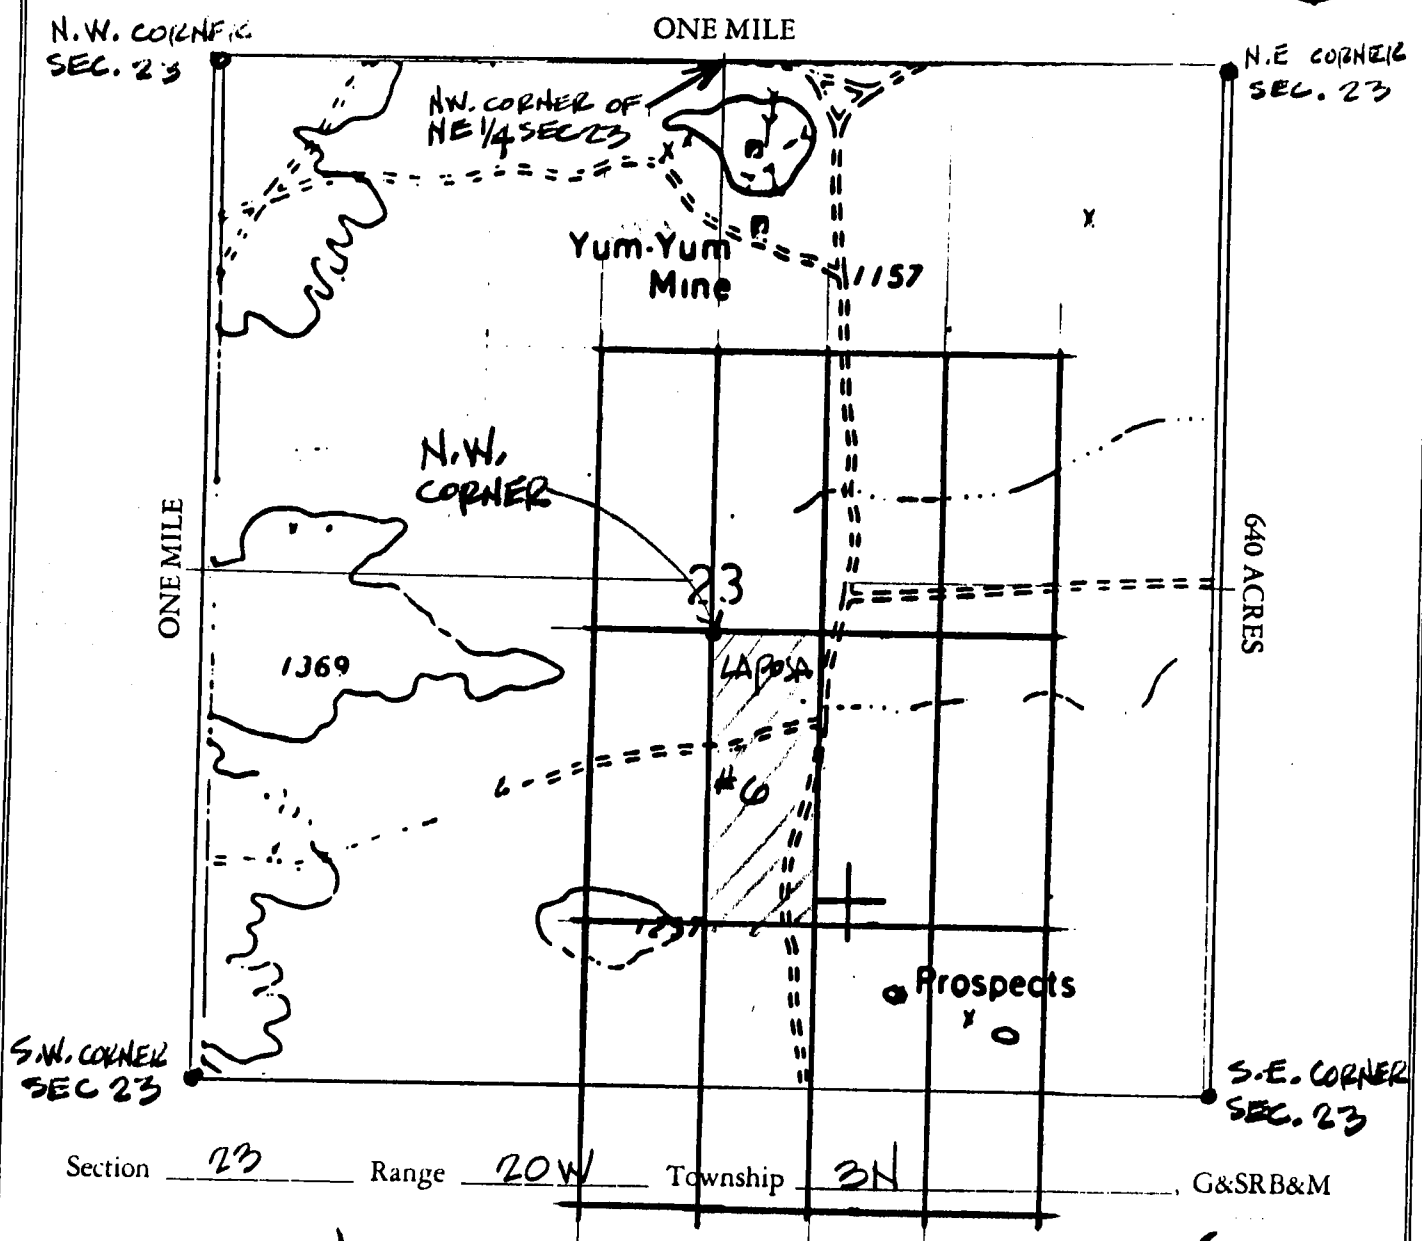 ONE MILE
N.W. CORNER
SEC. 23
N.E CORNER
SEC. 23
NW. CORNER OF
NE 1/4 SEC 23
Yum-Yum
Mine
1157
N.W.
CORNER
ONE MILE
23
640 ACRES
LA POSA
1369
#6
Prospects
S.W. CORNER
SEC 23
S.E. CORNER
SEC. 23
Section 23 Range 20W Township 3N, G&SRB&M